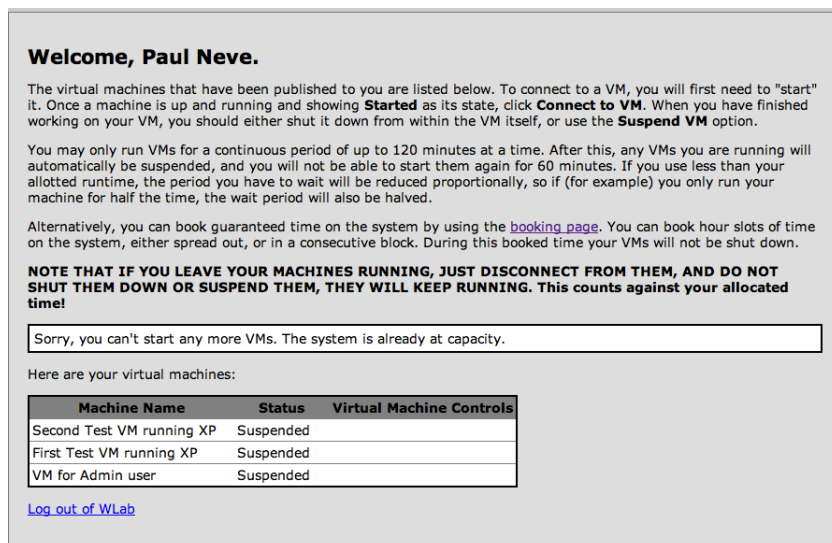 Welcome, Paul Neve.
The virtual machines that have been published to you are listed below. To connect to a VM, you will first need to "start"
it. Once a machine is up and running and showing Started as its state, click Connect to VM. When you have finished
working on your VM, you should either shut it down from within the VM itself, or use the Suspend VM option.
You may only run VMs for a continuous period of up to 120 minutes at a time. After this, any VMs you are running will
automatically be suspended, and you will not be able to start them again for 60 minutes. If you use less than your
allotted runtime, the period you have to wait will be reduced proportionally, so if (for example) you only run your
machine for half the time, the wait period will also be halved.
Alternatively, you can book guaranteed time on the system by using the booking page. You can book hour slots of time
on the system, either spread out, or in a consecutive block. During this booked time your VMs will not be shut down.
NOTE THAT IF YOU LEAVE YOUR MACHINES RUNNING, JUST DISCONNECT FROM THEM, AND DO NOT
SHUT THEM DOWN OR SUSPEND THEM, THEY WILL KEEP RUNNING. This counts against your allocated
time!
Sorry, you can't start any more VMs. The system is already at capacity.
Here are your virtual machines:
Machine Name Status Virtual Machine Controls
Second Test VM running XP Suspended
First Test VM running XP Suspended
VM for Admin user Suspended
Log out of WLab